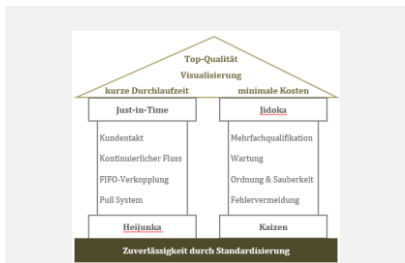 Top-Qualität
Visualisierung
kurze Durchlaufzeit minimale Kosten
Just-in-Time
Kundentakt
Kontinuierlicher Fluss
FIFO-Verkopplung
Pull System
Heijunka
Jidoka
Mehrfachqualifikation
Wartung
Ordnung & Sauberkeit
Fehlervermeidung
Kaizen
Zuverlässigkeit durch Standardisierung